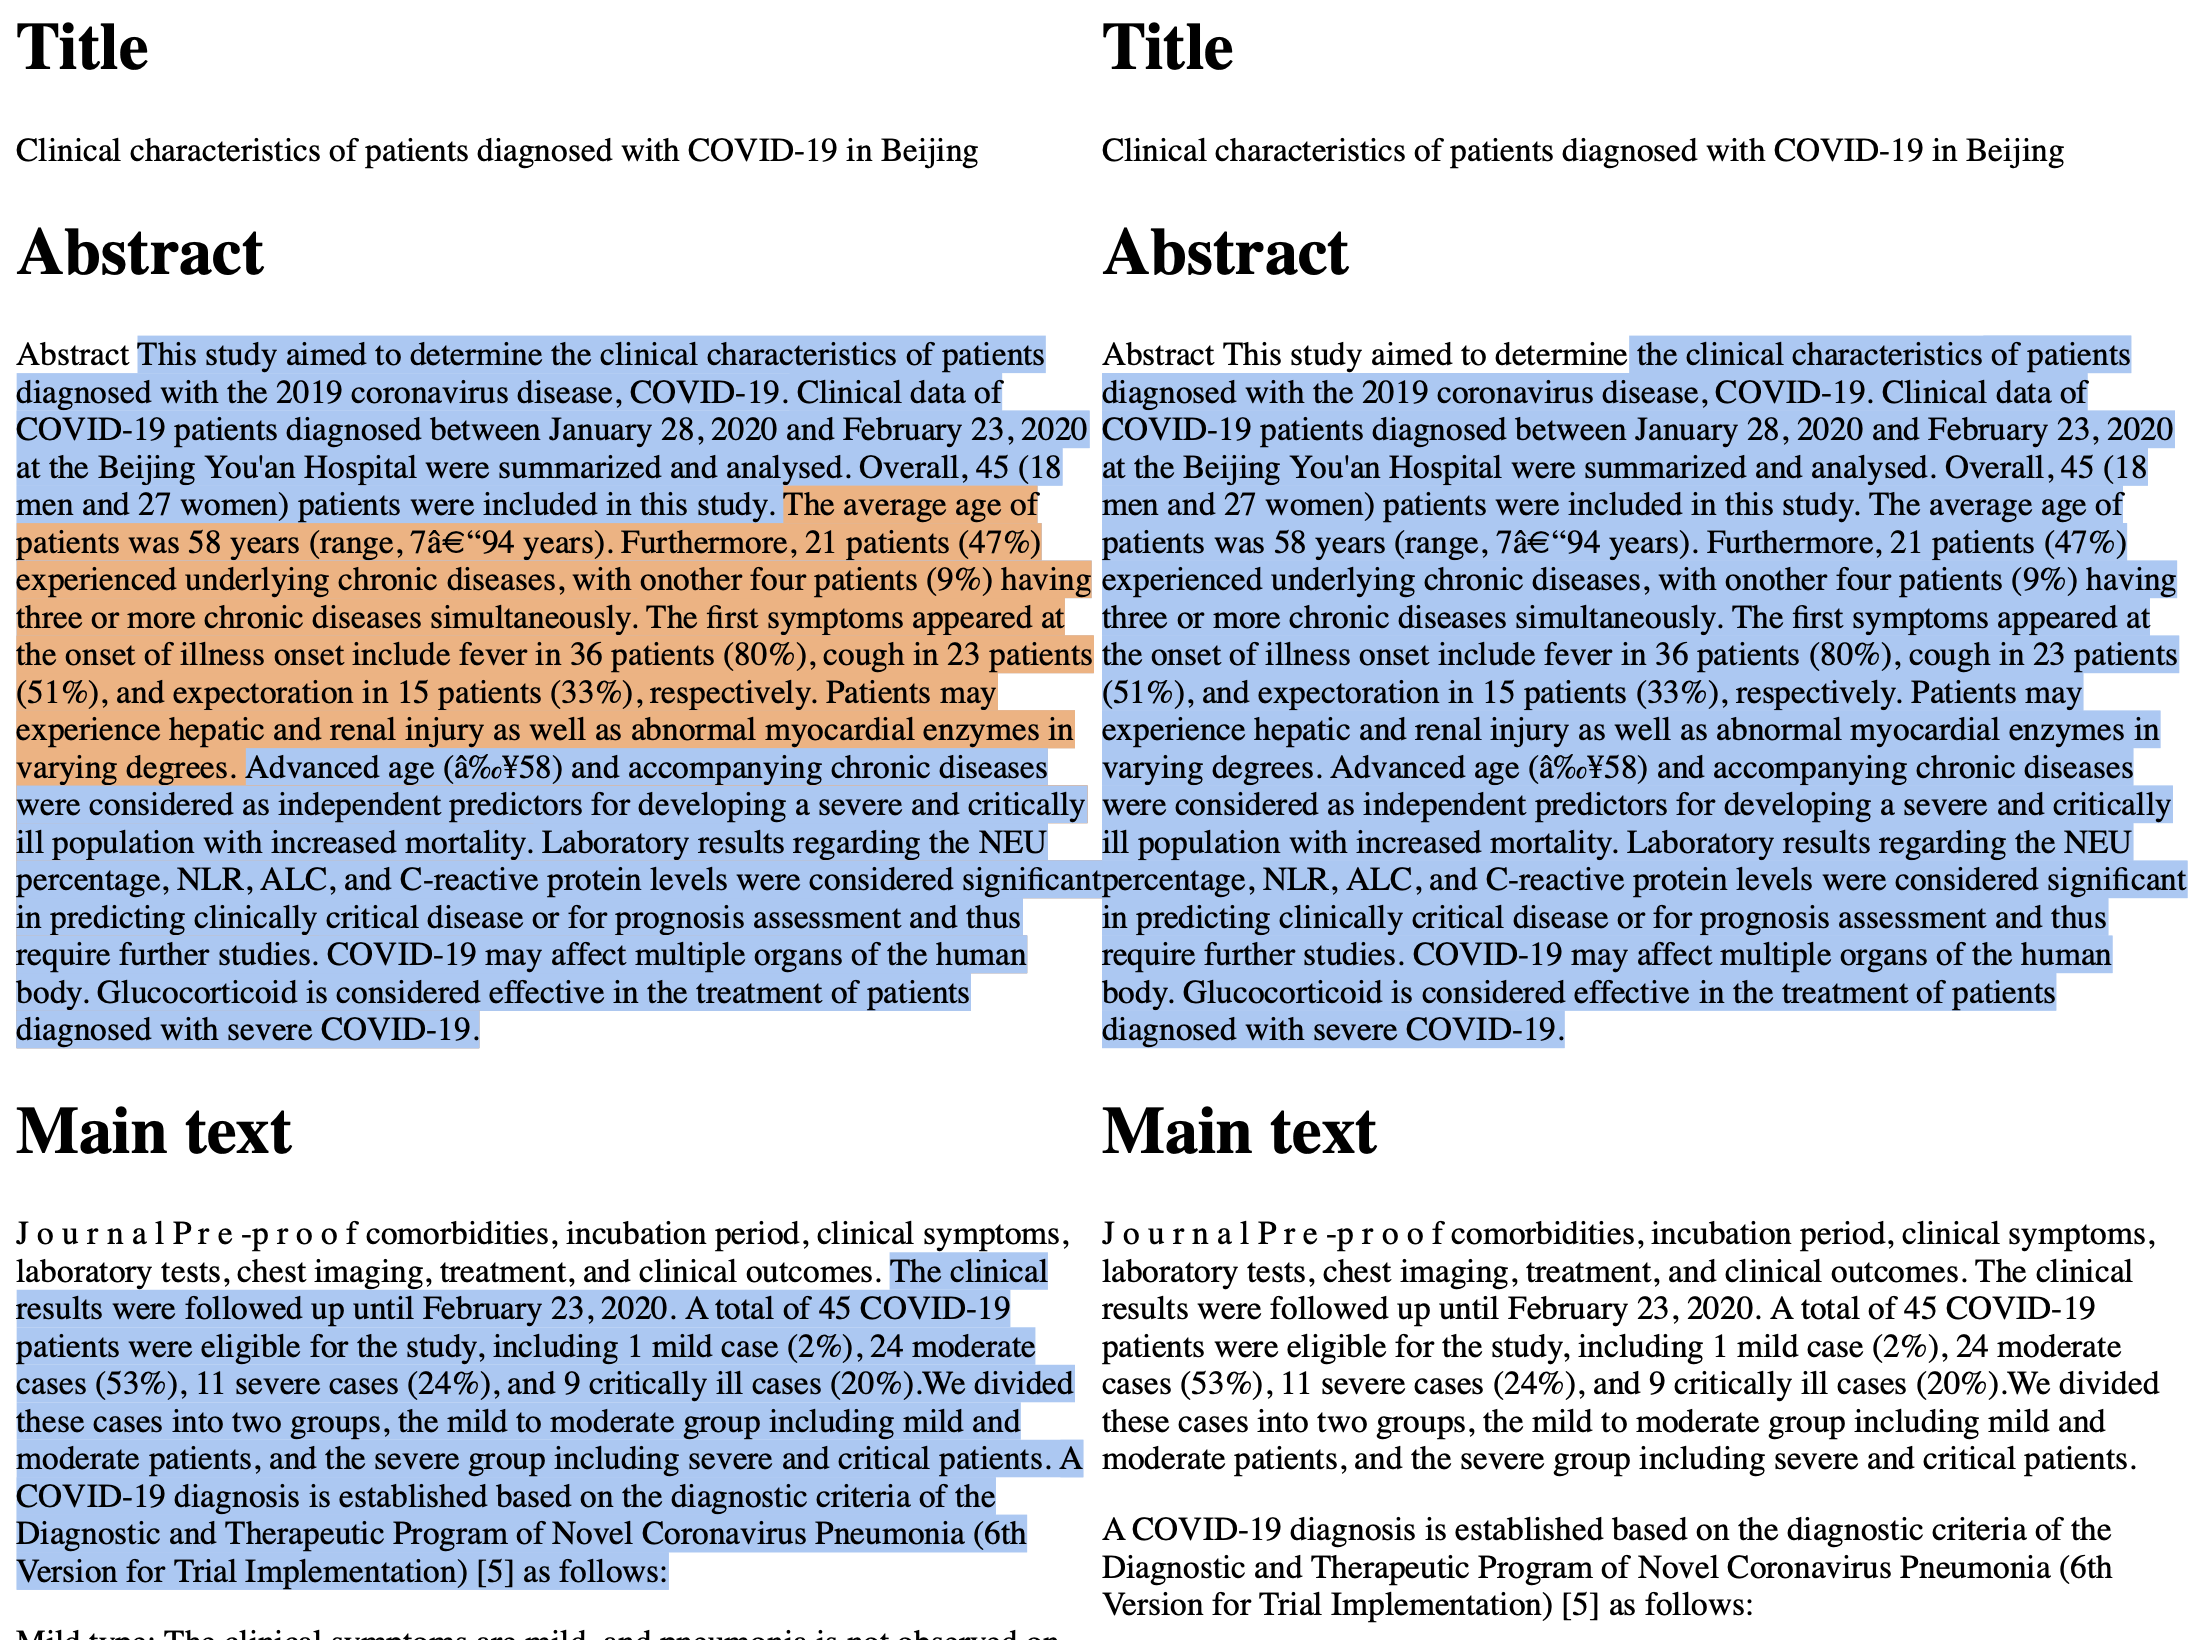 Title
Clinical characteristics of patients diagnosed with COVID-19 in Beijing
Abstract
Abstract This study aimed to determine the clinical characteristics of patients
diagnosed with the 2019 coronavirus disease, COVID-19. Clinical data of
COVID-19 patients diagnosed between January 28, 2020 and February 23, 2020
at the Beijing You'an Hospital were summarized and analysed. Overall, 45 (18
men and 27 women) patients were included in this study. The average age of
patients was 58 years (range, 7â€“94 years). Furthermore, 21 patients (47%)
experienced underlying chronic diseases, with onother four patients (9%) having
three or more chronic diseases simultaneously. The first symptoms appeared at
the onset of illness onset include fever in 36 patients (80%), cough in 23 patients
(51%), and expectoration in 15 patients (33%), respectively. Patients may
experience hepatic and renal injury as well as abnormal myocardial enzymes in
varying degrees. Advanced age (â‰¥58) and accompanying chronic diseases
were considered as independent predictors for developing a severe and critically
ill population with increased mortality. Laboratory results regarding the NEU
percentage, NLR, ALC, and C-reactive protein levels were considered significant
in predicting clinically critical disease or for prognosis assessment and thus
require further studies. COVID-19 may affect multiple organs of the human
body. Glucocorticoid is considered effective in the treatment of patients
diagnosed with severe COVID-19.
Main text
J o u r n a l P r e -p r o o f comorbidities, incubation period, clinical symptoms,
laboratory tests, chest imaging, treatment, and clinical outcomes. The clinical
results were followed up until February 23, 2020. A total of 45 COVID-19
patients were eligible for the study, including 1 mild case (2%), 24 moderate
cases (53%), 11 severe cases (24%), and 9 critically ill cases (20%).We divided
these cases into two groups, the mild to moderate group including mild and
moderate patients, and the severe group including severe and critical patients. A
COVID-19 diagnosis is established based on the diagnostic criteria of the
Diagnostic and Therapeutic Program of Novel Coronavirus Pneumonia (6th
Version for Trial Implementation) [5] as follows:
Mild type: The clinical symptoms are mild, and pneumonia is not observed on
Title
Clinical characteristics of patients diagnosed with COVID-19 in Beijing
Abstract
Abstract This study aimed to determine the clinical characteristics of patients
diagnosed with the 2019 coronavirus disease, COVID-19. Clinical data of
COVID-19 patients diagnosed between January 28, 2020 and February 23, 2020
at the Beijing You'an Hospital were summarized and analysed. Overall, 45 (18
men and 27 women) patients were included in this study. The average age of
patients was 58 years (range, 7â€“94 years). Furthermore, 21 patients (47%)
experienced underlying chronic diseases, with onother four patients (9%) having
three or more chronic diseases simultaneously. The first symptoms appeared at
the onset of illness onset include fever in 36 patients (80%), cough in 23 patients
(51%), and expectoration in 15 patients (33%), respectively. Patients may
experience hepatic and renal injury as well as abnormal myocardial enzymes in
varying degrees. Advanced age (â‰¥58) and accompanying chronic diseases
were considered as independent predictors for developing a severe and critically
ill population with increased mortality. Laboratory results regarding the NEU
percentage, NLR, ALC, and C-reactive protein levels were considered significant
in predicting clinically critical disease or for prognosis assessment and thus
require further studies. COVID-19 may affect multiple organs of the human
body. Glucocorticoid is considered effective in the treatment of patients
diagnosed with severe COVID-19.
Main text
J o u r n a l P r e -p r o o f comorbidities, incubation period, clinical symptoms,
laboratory tests, chest imaging, treatment, and clinical outcomes. The clinical
results were followed up until February 23, 2020. A total of 45 COVID-19
patients were eligible for the study, including 1 mild case (2%), 24 moderate
cases (53%), 11 severe cases (24%), and 9 critically ill cases (20%).We divided
these cases into two groups, the mild to moderate group including mild and
moderate patients, and the severe group including severe and critical patients.
A COVID-19 diagnosis is established based on the diagnostic criteria of the
Diagnostic and Therapeutic Program of Novel Coronavirus Pneumonia (6th
Version for Trial Implementation) [5] as follows: